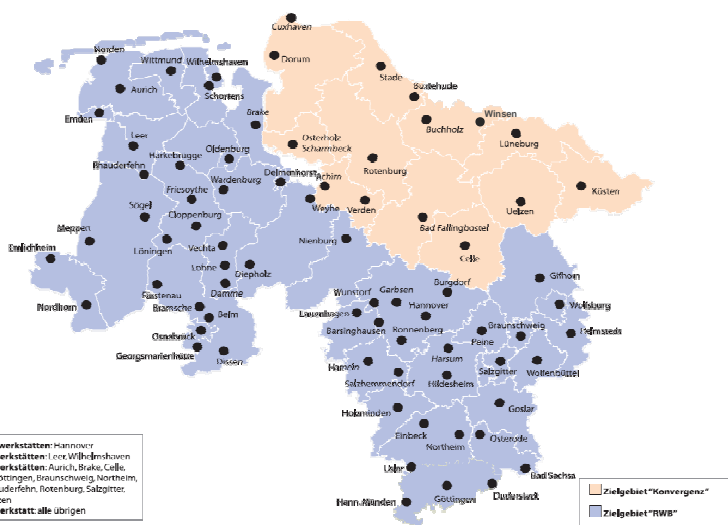 Cuxhaven
Norden
Wittmund
Wilhelmshaven
Dorum
Stade
Aurich
Schortens
Buxtehude
Emden
Brake
Buchholz
Winsen
Lüneburg
Leer
Osterholz
Scharmbeck
Oldenburg
Harkebrugge
Rotenburg
Rhauderfehn
Delmenhorst
Achim
Wardenburg
Küsten
Friesoythe
Weyhe
Verden
Uelzen
Sögel
Cloppenburg
Bad Fallingbostel
Meppen
Nienburg
Emlichheim
Löningen
Vechta
Celle
Lohne
Diepholz
Gifhorn
Damme
Burgdorf
Fürstenau
Wunstorf
Garbsen
Nordhorn
Bramsche
Hannover
Wolfsburg
Belm
Lauenhagen
Barsinghausen
Ronnenberg
Braunschweig
Helmstedt
Osnabrück
Peine
Georgsmarienhütte
Dissen
Harsum
Hameln
Salzgitter
Wolfenbüttel
Salzhemmendorf
Hildesheim
Holzminden
Goslar
Einbeck
Northeim
Osterode
Uslar
Bad Sachsa
Hann. Münden
Göttingen
Duderstadt
werkstätten: Hannover
erkstätten: Leer, Wilhelmshaven
erkstätten: Aurich, Brake, Celle,
öttingen, Braunschweig, Northeim,
uderfehn, Rotenburg, Salzgitter,
zen
erkstatt: alle übrigen
Zielgebiet "Konvergenz"
Zielgebiet "RWB"